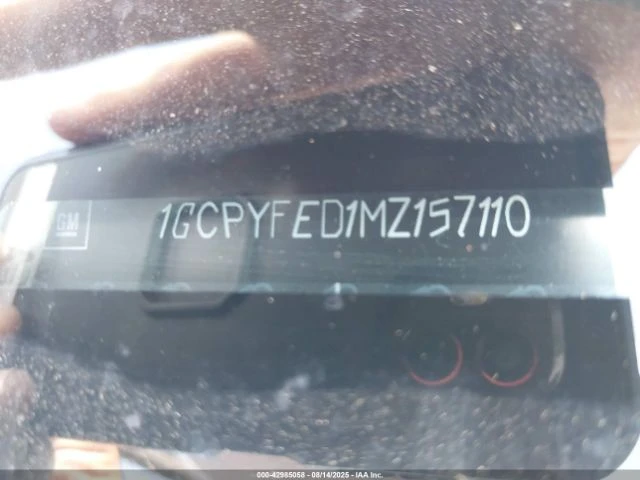 GM
1GCPYFED1MZ157110
000-42985058 - 08/14/2025 - IAA Inc.